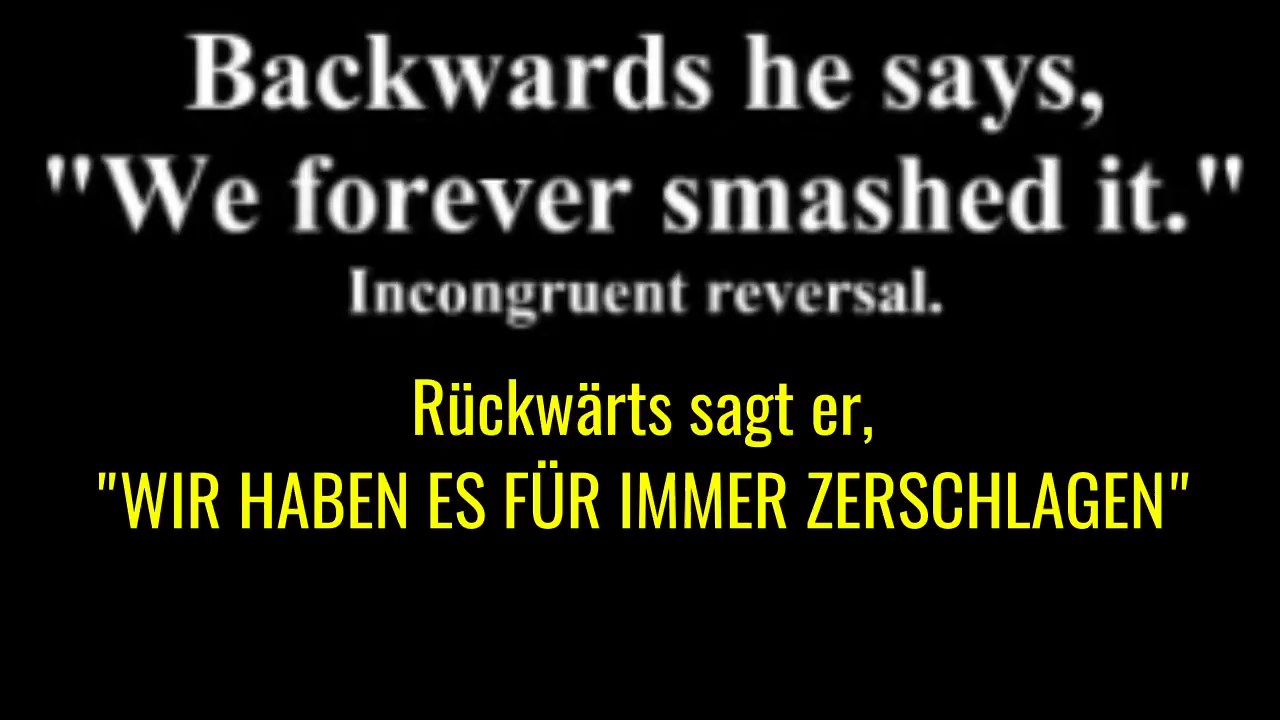 Backwards he says,
"We forever smashed it."
Incongruent reversal.
Rückwärts sagt er,
"WIR HABEN ES FÜR IMMER ZERSCHLAGEN"